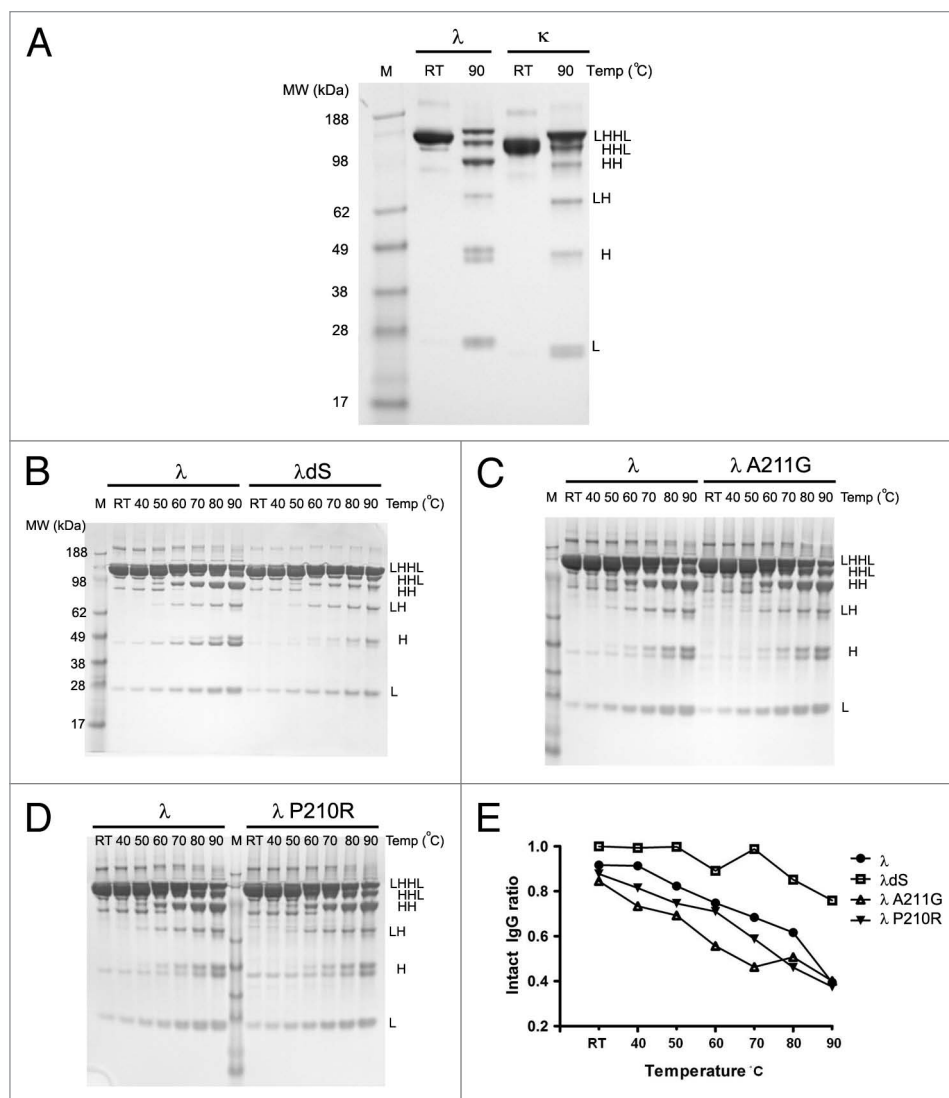 A
λ κ
M RT 90 RT 90 Temp (°C)
MW (kDa)
188
98
62
49
38
28
17
LHHL
HHL
HH
LH
H
L
B
λ λdS
M RT 40 50 60 70 80 90 RT 40 50 60 70 80 90 Temp (°C)
MW (kDa)
188
98
62
49
38
28
17
LHHL
HHL
HH
LH
H
L
C
λ λ A211G
M RT 40 50 60 70 80 90 RT 40 50 60 70 80 90 Temp (°C)
LHHL
HHL
HH
LH
H
L
D
λ λ P210R
RT 40 50 60 70 80 90 M RT 40 50 60 70 80 90 Temp (°C)
LHHL
HHL
HH
LH
H
L
E
Intact IgG ratio
1.0
0.8
0.6
0.4
0.2
RT 40 50 60 70 80 90
Temperature °C
λ
λdS
λ A211G
λ P210R